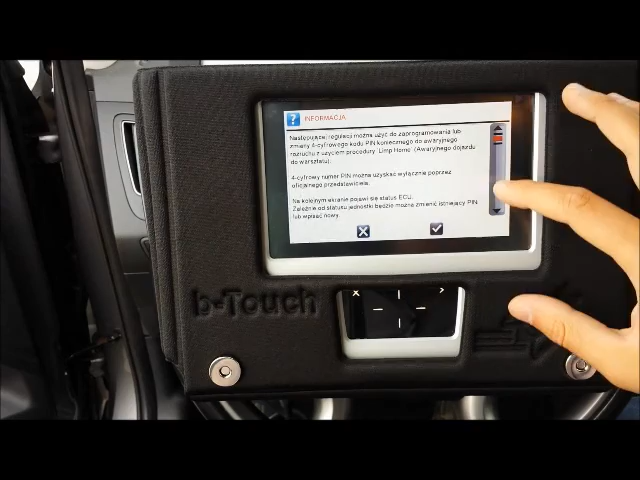 INFORMACJA
Następującej regulacji można użyć do zaprogramowania lub
zmiany 4-cyfrowego kodu PIN koniecznego do awaryjnego
rozruchu z użyciem procedury 'Limp Home' (Awaryjnego dojazdu
do warsztatu).
4-cyfrowy numer PIN można uzyskać wyłącznie poprzez
oficjalnego przedstawiciela.
Na kolejnym ekranie pojawi się status ECU.
Zależnie od statusu jednostki bedzie można zmienić istniejący PIN
lub wpisać nowy.
b-Touch